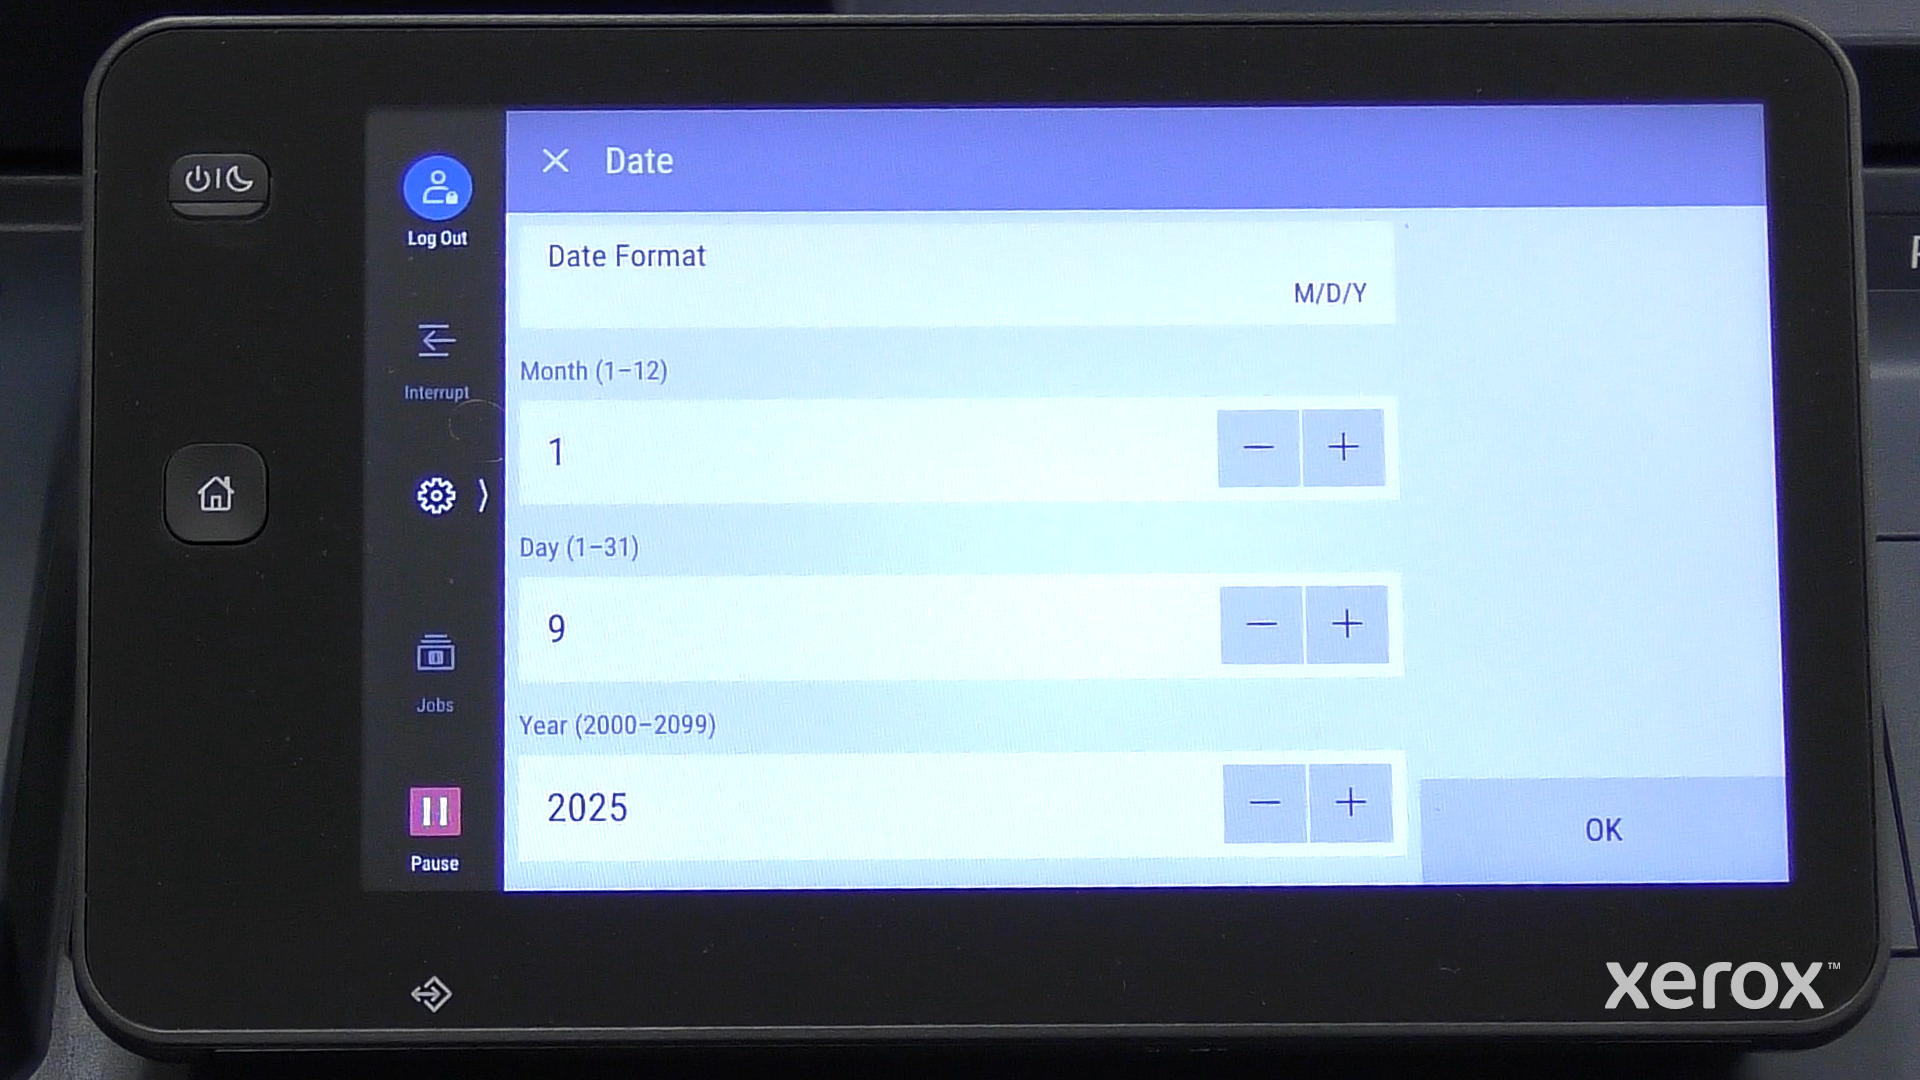 Date
Log Out
Date Format
M/D/Y
Interrupt
Month (1–12)
1
Day (1–31)
9
Jobs
Year (2000–2099)
2025
Pause
OK
xerox™